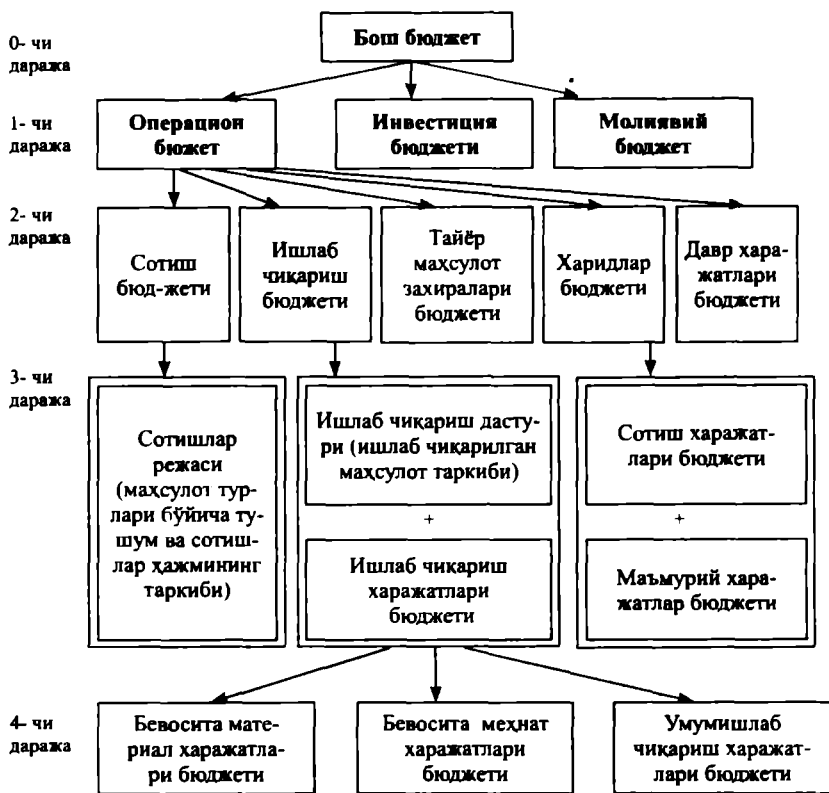 0- чи
даража
Бош бюджет
1- чи
даража
Операцион
бюжет
Инвестиция
бюджети
Молиявий
бюджет
2- чи
даража
Сотиш
бюд-жети
Ишлаб
чиқариш
бюджети
Тайёр
маҳсулот
захиралари
бюджети
Харидлар
бюджети
Давр хара-
жатлари
бюджети
3- чи
даража
Сотишлар
режаси
(маҳсулот тур-
лари бўйича ту-
шум ва сотиш-
лар ҳажмининг
таркиби)
Ишлаб чиқариш дасту-
ри (ишлаб чиқарилган
маҳсулот таркиби)
+
Ишлаб чиқариш
харажатлари
бюджети
Сотиш харажат-
лари бюджети
+
Маъмурий хара-
жатлар бюджети
4- чи
даража
Бевосита мате-
риал харажатла-
ри бюджети
Бевосита меҳнат
харажатлари
бюджети
Умумишлаб
чиқариш харажат-
лари бюджети